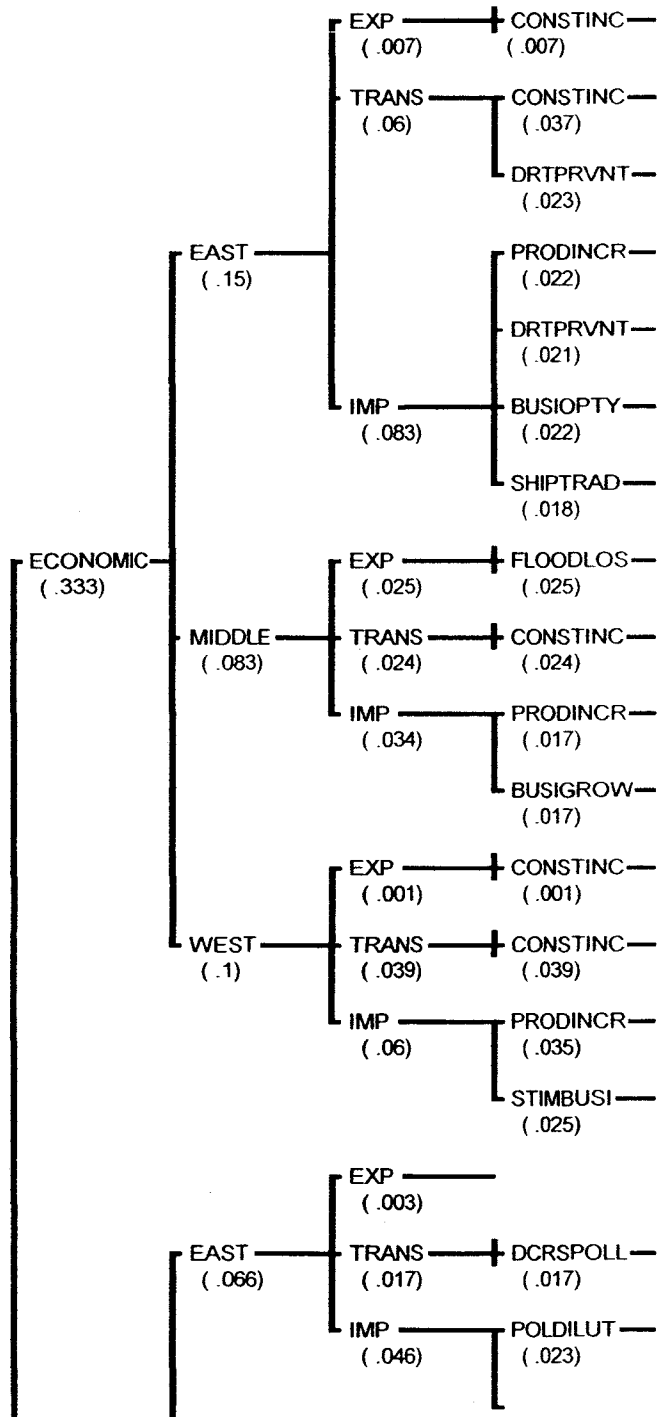 EXP CONSTINC
( .007) ( .007)
TRANS CONSTINC
( .06) ( .037)
DRTPRVNT
( .023)
EAST PRODINCR
( .15) ( .022)
DRTPRVNT
( .021)
IMP BUSIOPTY
( .083) ( .022)
SHIPTRAD
( .018)
ECONOMIC EXP FLOODLOS
( .333) ( .025) ( .025)
MIDDLE TRANS CONSTINC
( .083) ( .024) ( .024)
IMP PRODINCR
( .034) ( .017)
BUSIGROW
( .017)
EXP CONSTINC
( .001) ( .001)
WEST TRANS CONSTINC
( .1) ( .039) ( .039)
IMP PRODINCR
( .06) ( .035)
STIMBUSI
( .025)
EXP
( .003)
EAST TRANS DCRSPOLL
( .066) ( .017) ( .017)
IMP POLDILUT
( .046) ( .023)